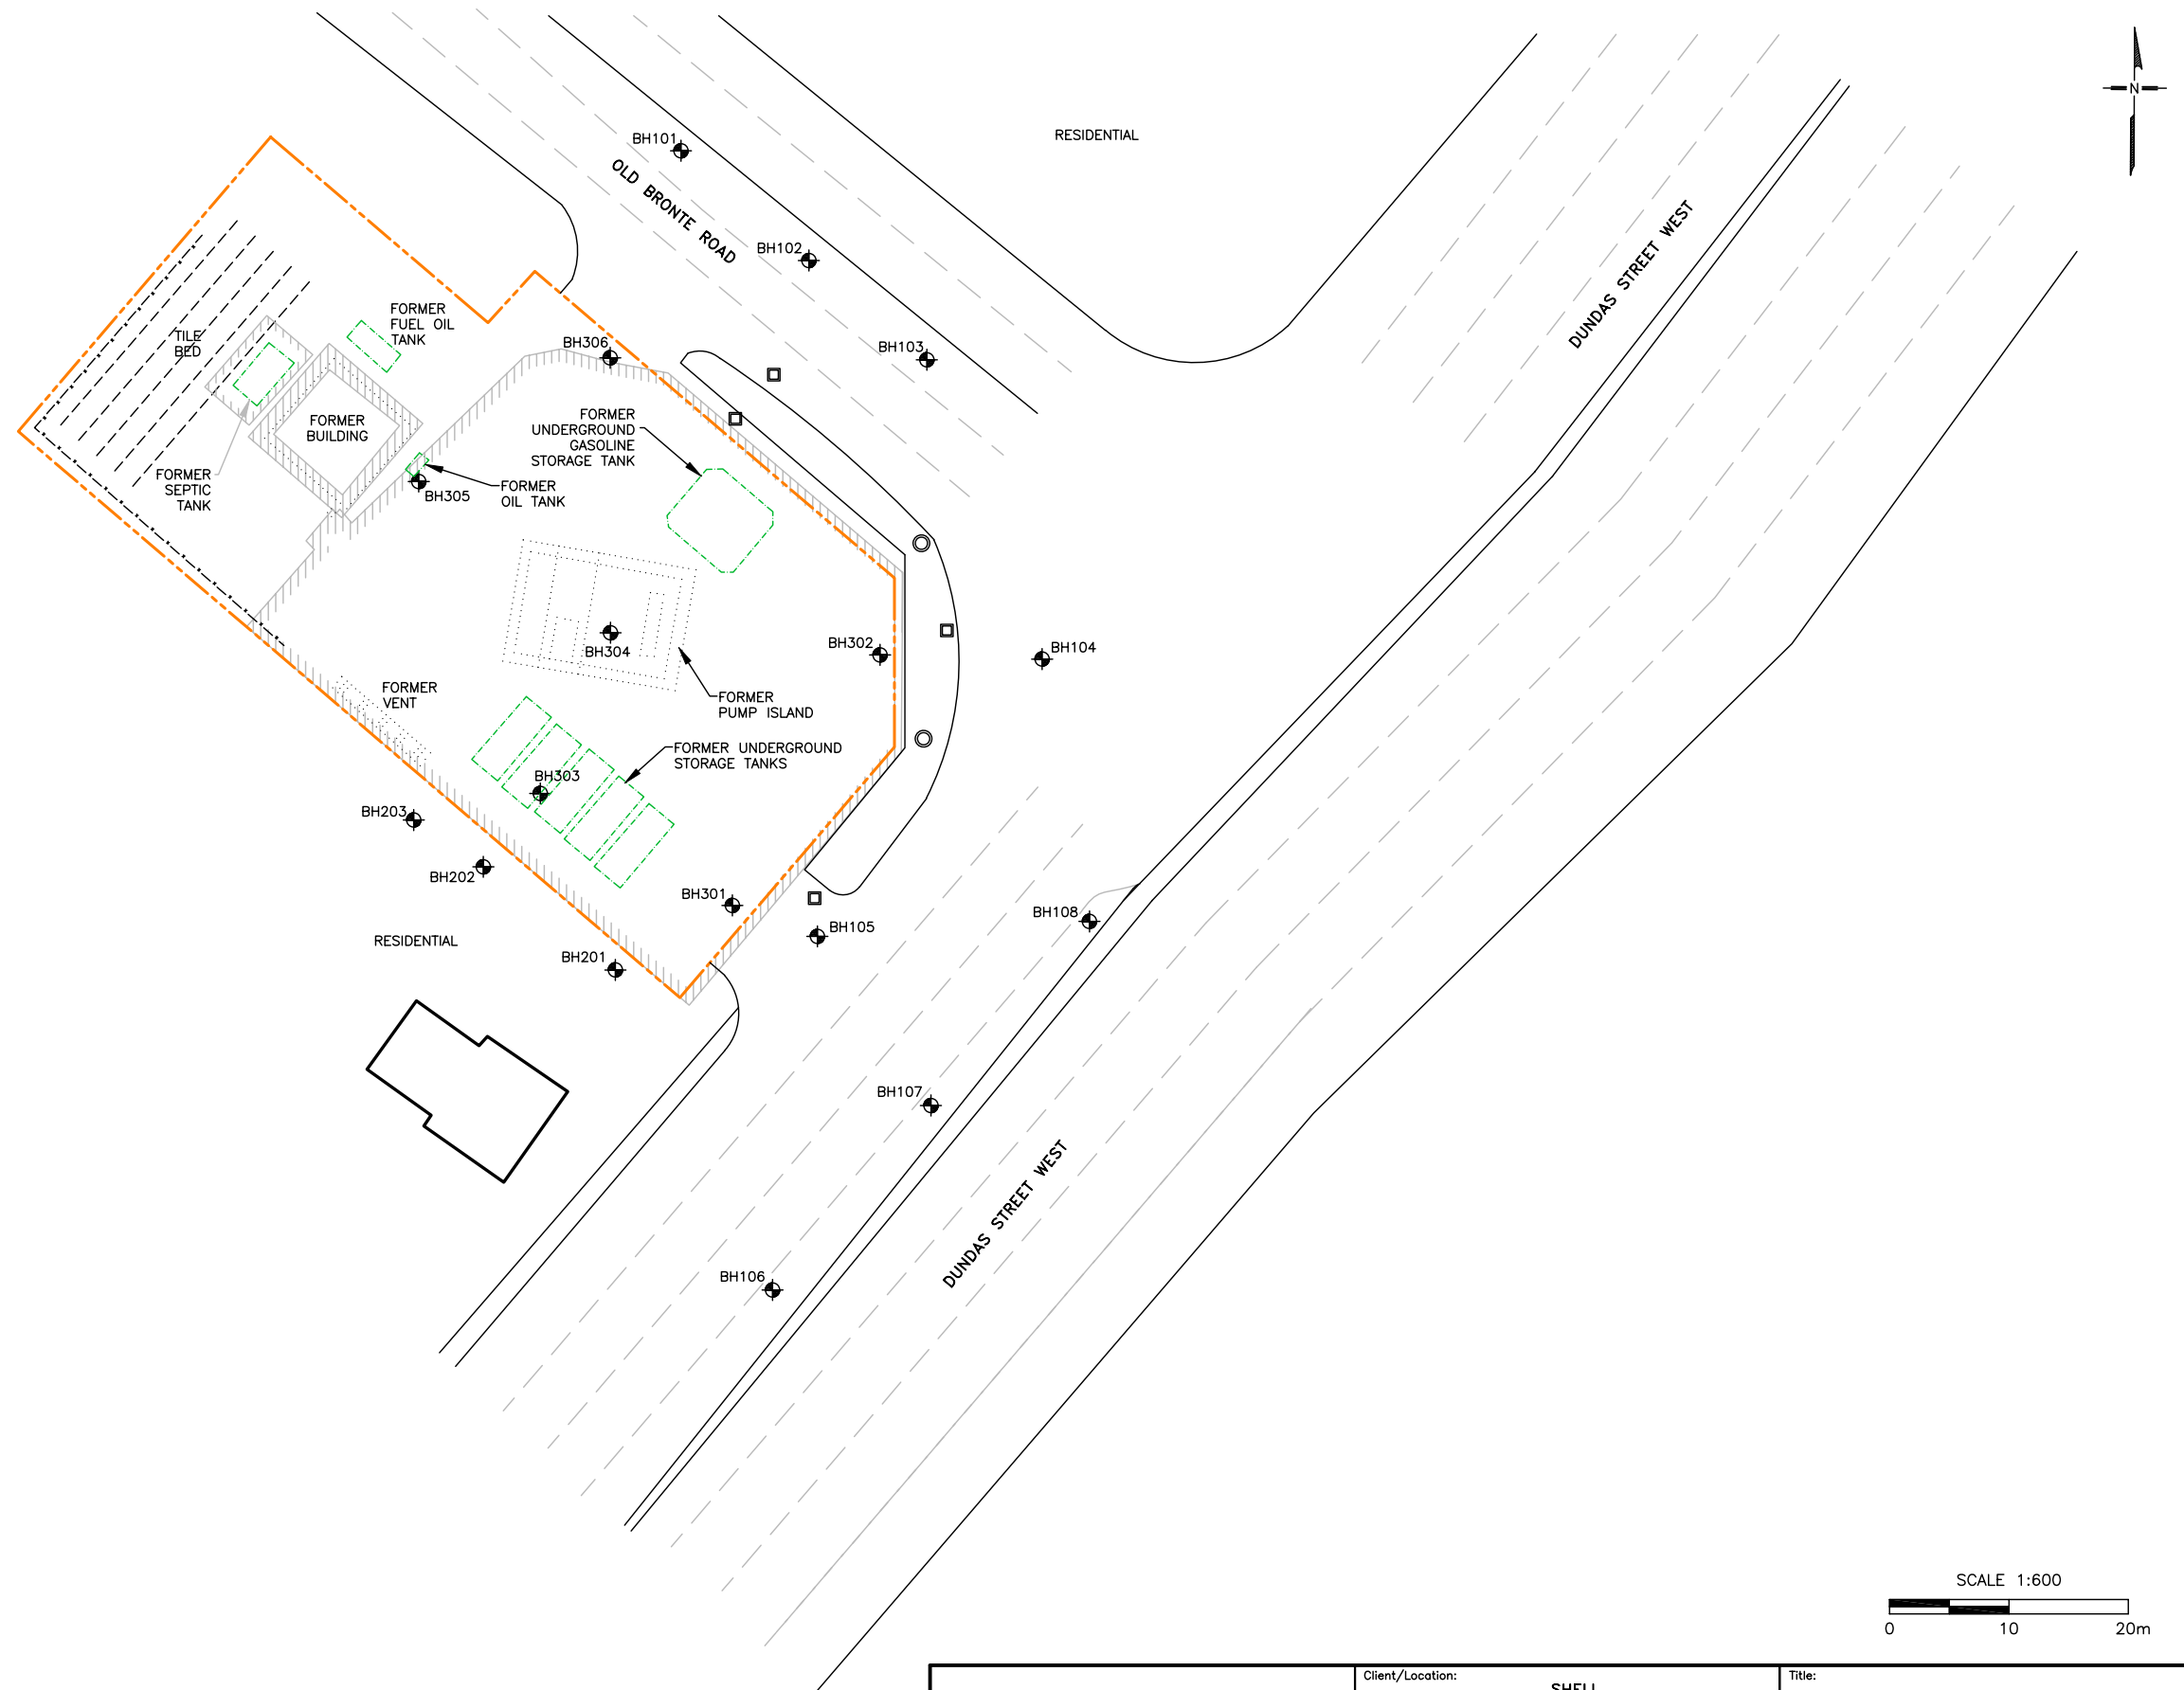 N
RESIDENTIAL
BH101
OLD BRONTE ROAD
BH102
DUNDAS STREET WEST
FORMER
FUEL OIL
TANK
TILE
BED
BH306
BH103
FORMER
BUILDING
FORMER
UNDERGROUND
GASOLINE
STORAGE TANK
FORMER
SEPTIC
TANK
BH305
FORMER
OIL TANK
BH304
BH302
BH104
FORMER
VENT
FORMER
PUMP ISLAND
FORMER UNDERGROUND
STORAGE TANKS
BH303
BH203
BH202
BH301
BH105
BH108
RESIDENTIAL
BH201
BH107
DUNDAS STREET WEST
BH106
SCALE 1:600
0 10 20m
Client/Location:
SHELL
Title: